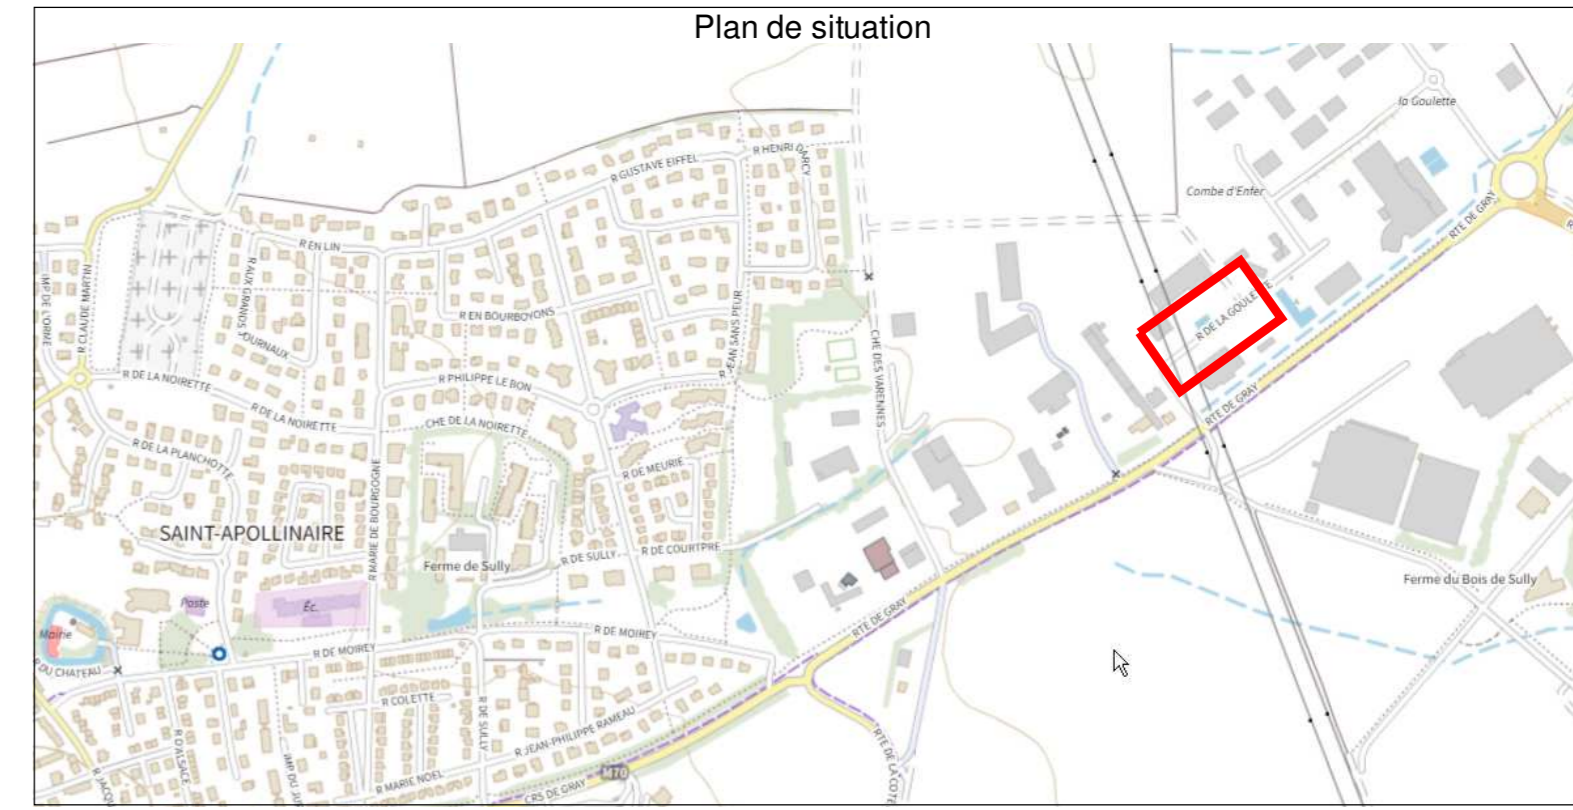 Plan de situation
la Goulette
R HENRI DARCY
R GUSTAVE EIFFEL
Combe d'Enfer
RTE DE GRAY
R EN LIN
IMP DE L'ORME
R CLAUDE MARTIN
R AUX GRANDS JOURNAUX
R EN BOURBOYONS
R JEAN SANS PEUR
CHE DES VARENNES
R DE LA GOULETTE
R DE LA NOIRETTE
R PHILIPPE LE BON
R DE LA NOIRETTE
CHE DE LA NOIRETTE
RTE DE GRAY
R DE LA PLANCHOTTE
R DE MEURIE
R MARIE DE BOURGOGNE
SAINT-APOLLINAIRE
Ferme de Sully
R DE SULLY
R DE COURTPRE
Ferme du Bois de Sully
Poste
Éc.
Mairie
RTE DE GRAY
R DE MOIREY
R DE MOIREY
R DU CHATEAU
R COLETTE
R DE SULLY
R JEAN-PHILIPPE RAMEAU
R D'ALSACE
R MARIE NOEL
M70
CRS DE GRAY
RTE DE LA COTE